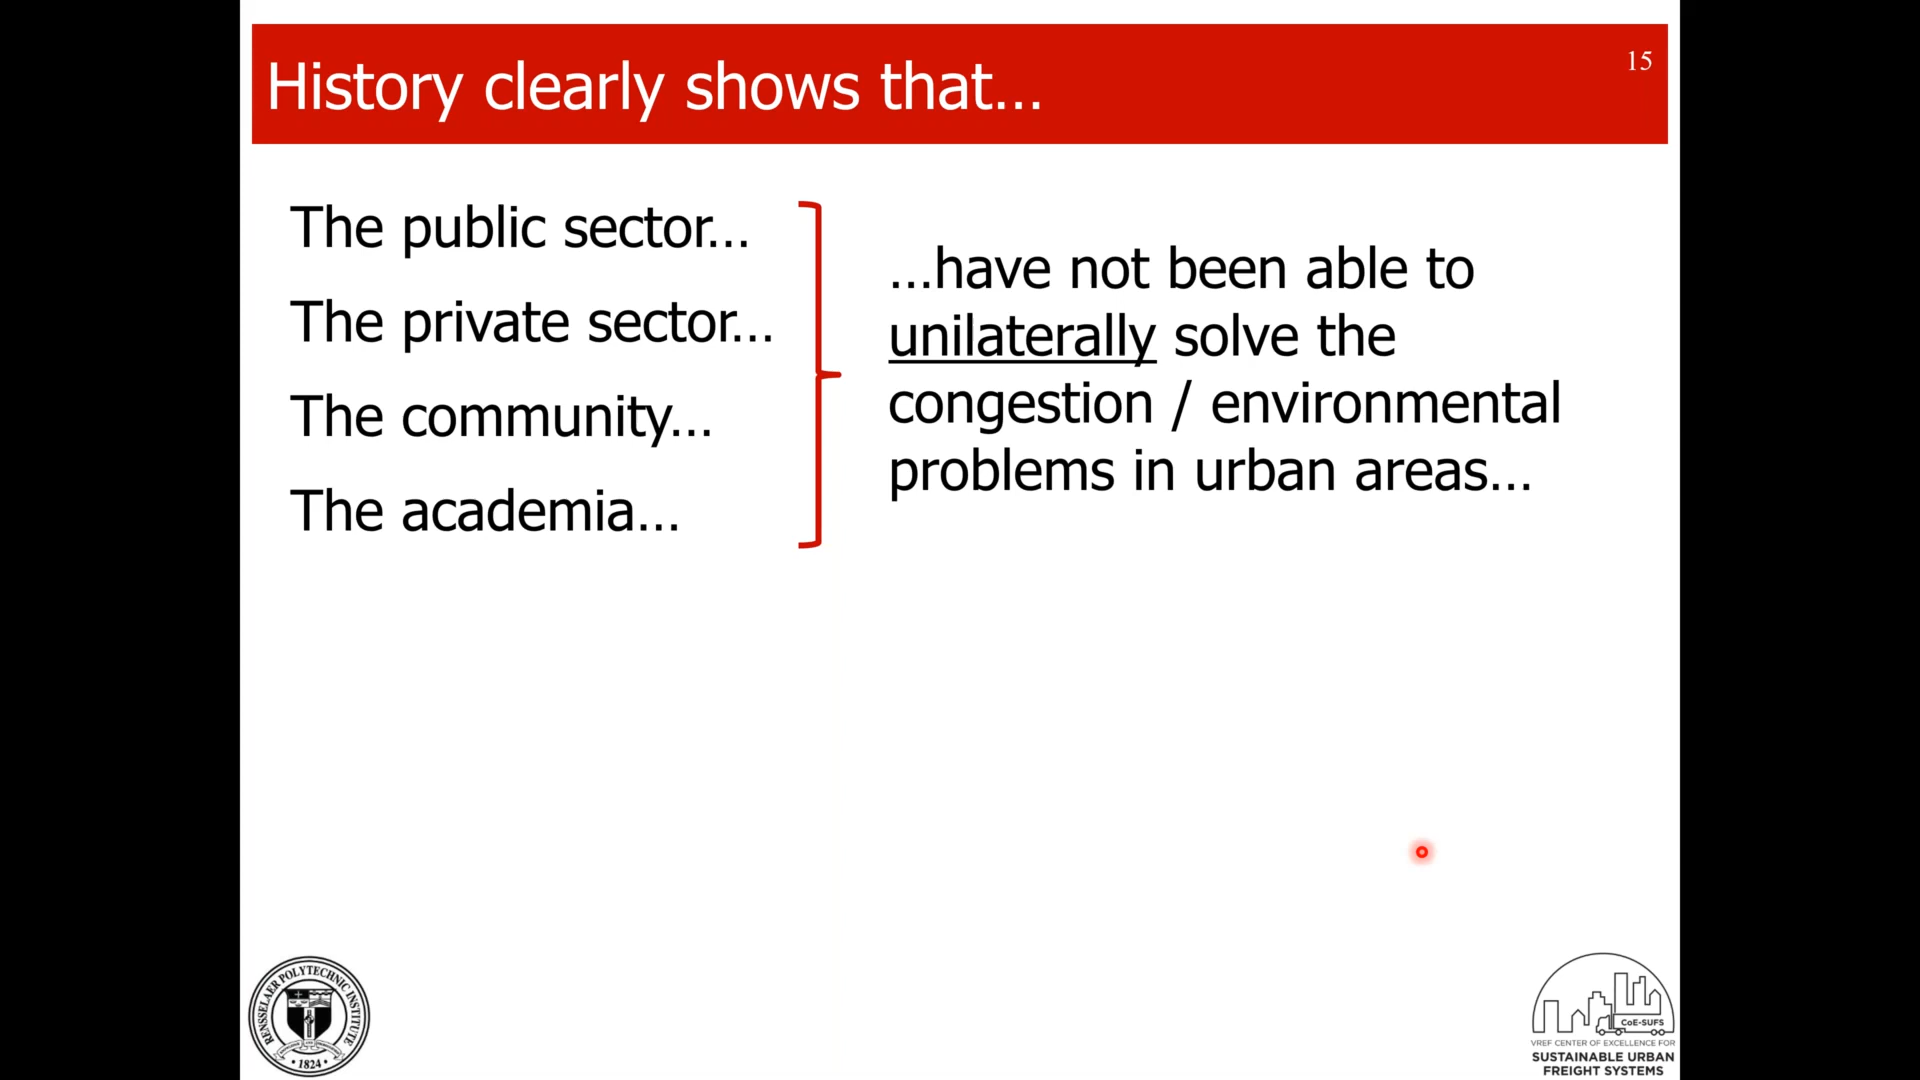 History clearly shows that...
15
The public sector...
The private sector...
The community...
The academia...
...have not been able to
unilaterally solve the
congestion / environmental
problems in urban areas...
RENSSELAER POLYTECHNIC INSTITUTE
1824
CoE-SUFS
VREF CENTER OF EXCELLENCE FOR
SUSTAINABLE URBAN
FREIGHT SYSTEMS